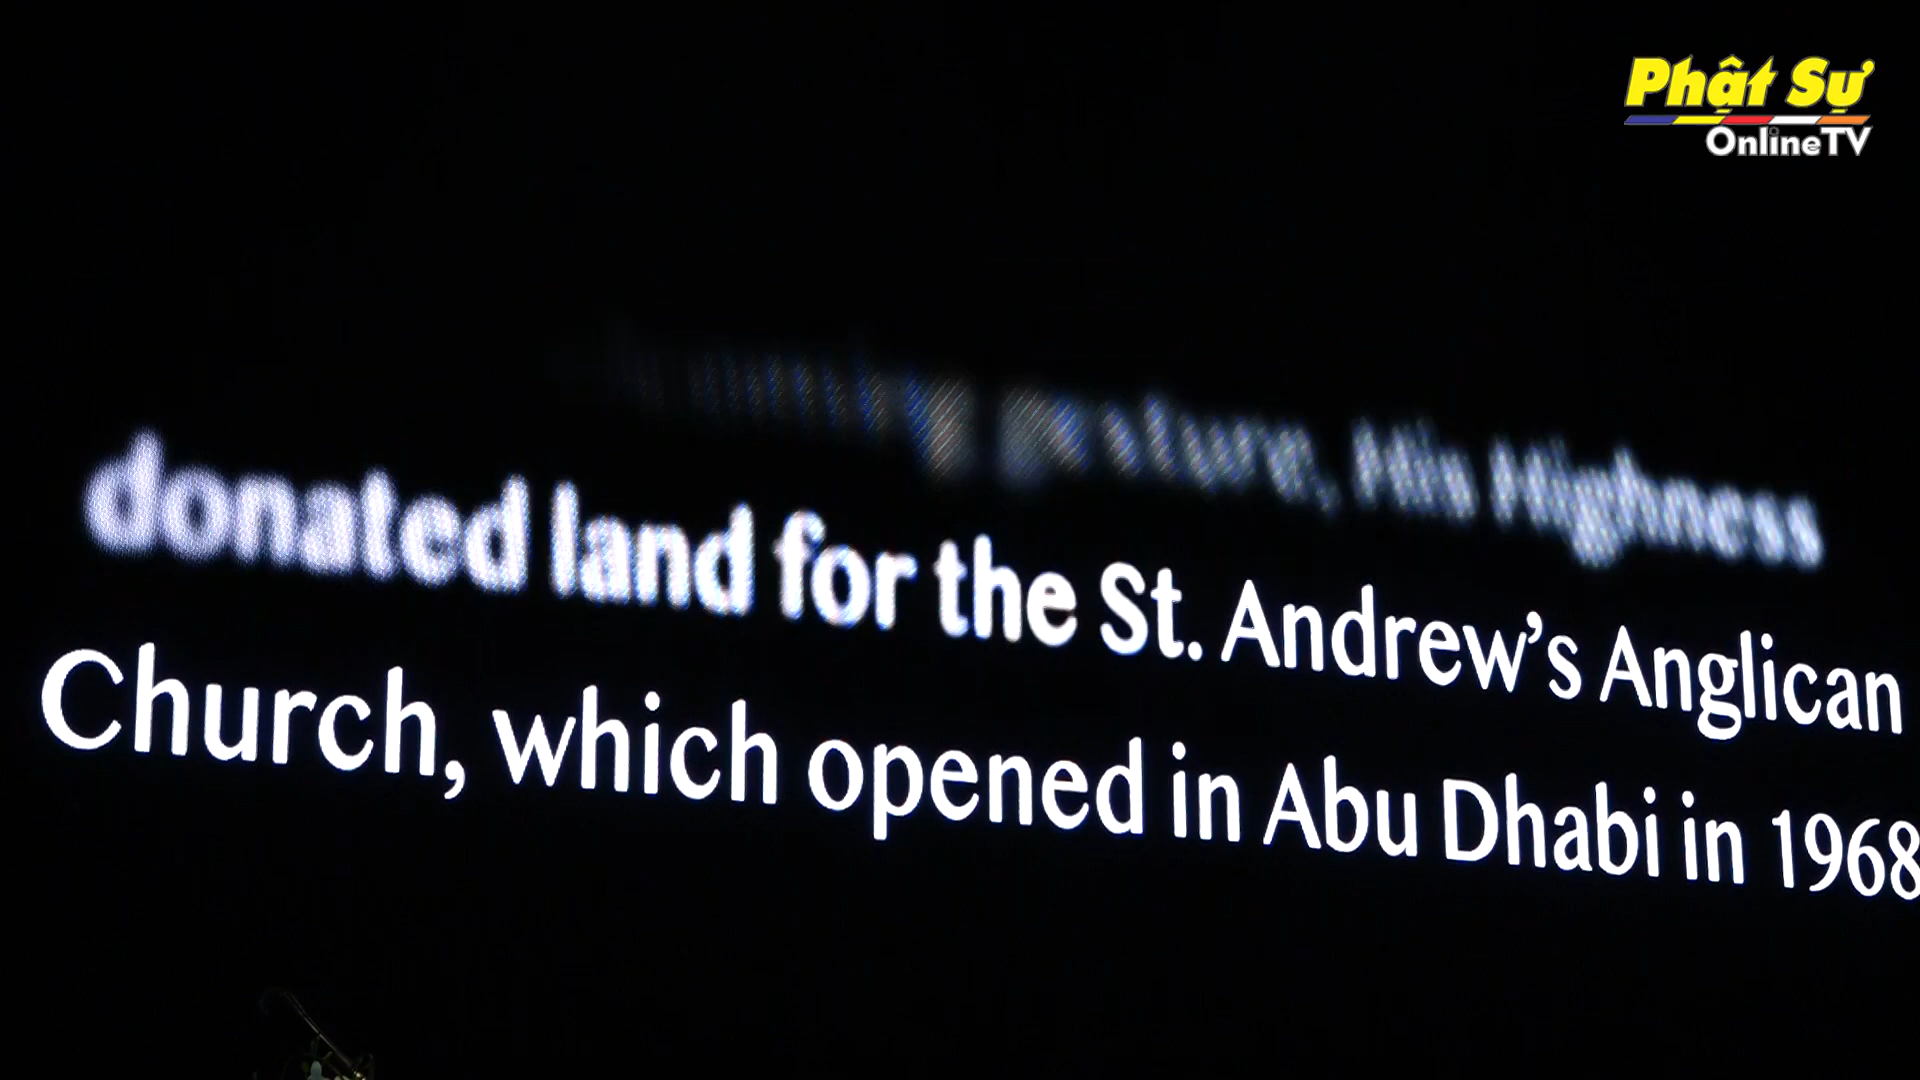 Phật Sự
OnlineTV
posture, His Highness
donated land for the St. Andrew's Anglican
Church, which opened in Abu Dhabi in 1968